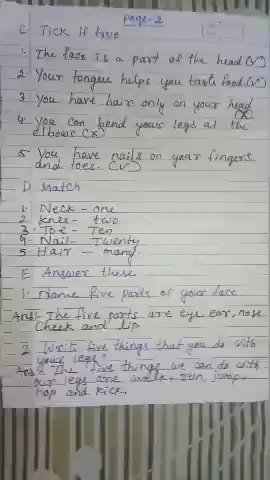 Page-2
C Tick if true
1. The face is a part of the head (✓)
2. Your tongue helps you taste food. (✓)
3 You have hair only on your head (x)
4. You can bend your legs at the
elbows (x)
5 You have nails on your fingers
and toes. (✓)
D Match
1. Neck - one
2 Knee - two
3. Toe - Ten
4. Nail - Twenty
5. Hair - many
E Answer these
1. Name five parts of your face
Ans:- The five parts are eye, ear, nose
Cheek and lip
2 Write five things that you do with
your legs?
Ans:- The five things we can do with
our legs are walk, run, jump,
hop and kick.